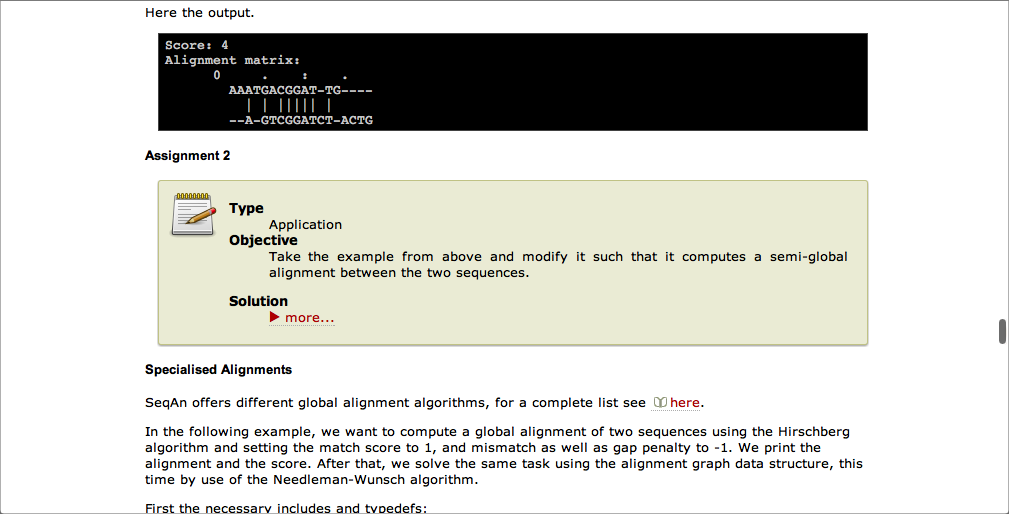 Here the output.
Score: 4
Alignment matrix:
0     .    :    .
AAATGACGGAT-TG----
| | ||||| |
--A-GTCGGATCT-ACTG
Assignment 2
Type
Application
Objective
Take the example from above and modify it such that it computes a semi-global
alignment between the two sequences.
Solution
more...
Specialised Alignments
SeqAn offers different global alignment algorithms, for a complete list see here.
In the following example, we want to compute a global alignment of two sequences using the Hirschberg
algorithm and setting the match score to 1, and mismatch as well as gap penalty to -1. We print the
alignment and the score. After that, we solve the same task using the alignment graph data structure, this
time by use of the Needleman-Wunsch algorithm.
First the necessary includes and typedefs: